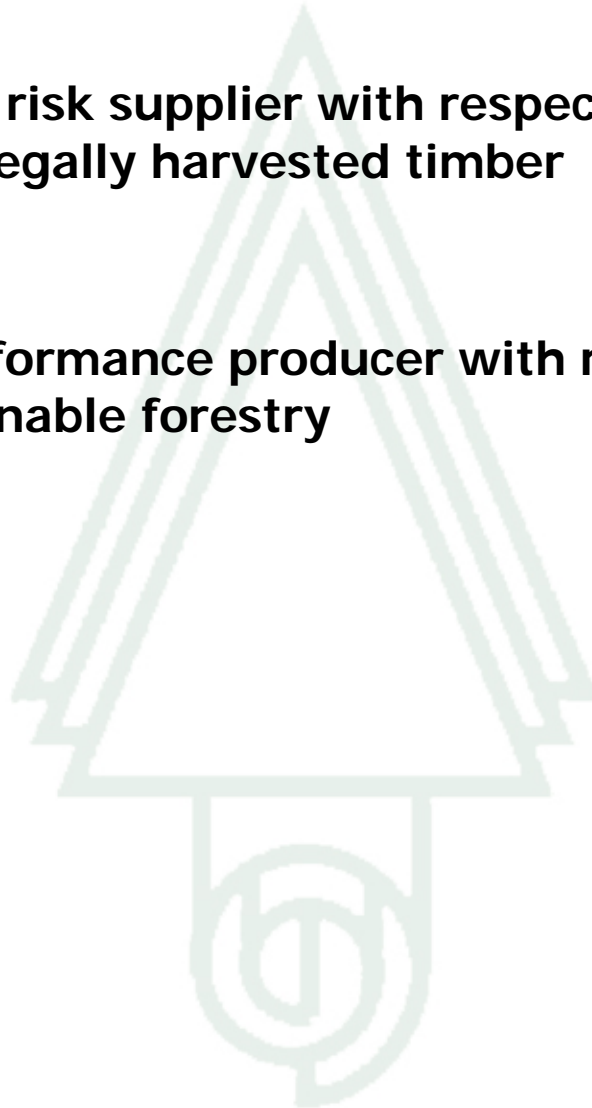 risk supplier with respec
egally harvested timber
formance producer with
nable forestry